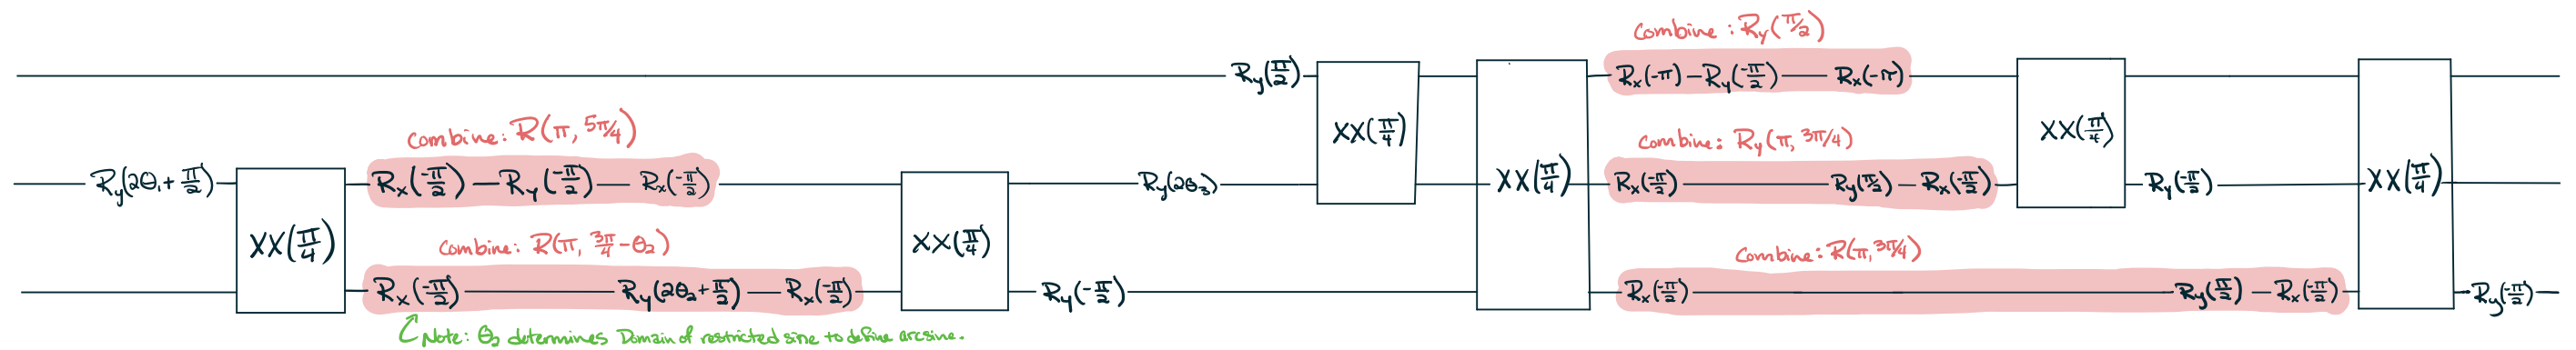 Combine: Ry(π/2)
Ry(π/2)
XX(π/4)
XX(π/4)
Rx(-π) Ry(-π/2) Rx(-π)
XX(π/4)
XX(π/4)
Combine: R(π, 5π/4)
Combine: Ry(π, 3π/4)
Ry(2θ1+π/2)
XX(π/4)
Rx(-π/2) Ry(-π/2) Rx(-π/2)
XX(π/4)
Ry(2θ3)
Rx(-π/2) Ry(π/2) Rx(-π/2)
Ry(-π/2)
Combine: R(π, 3π/4-θ2)
Combine: R(π, 3π/4)
Rx(-π/2) Ry(2θ2+π/2) Rx(-π/2)
Ry(-π/2)
Rx(-π/2) Ry(π/2) Rx(-π/2)
Ry(-π/2)
Note: θ2 determines Domain of restricted sine to define arcsine.